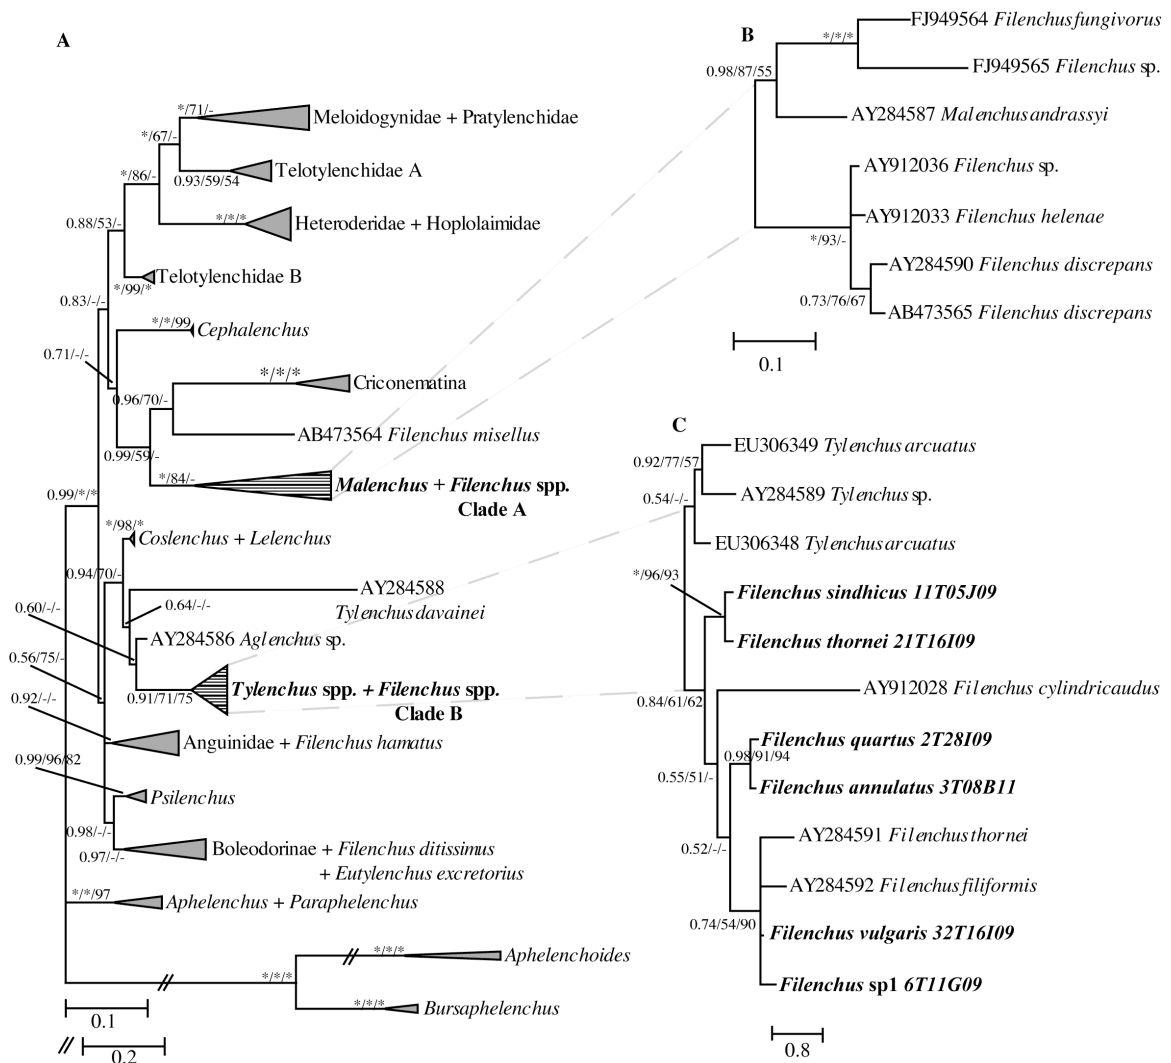 A
*/71/-
Meloidogynidae + Pratylenchidae
*/67/-
0.93/59/54
Telotylenchidae A
*/86/-
*/*/*
Heteroderidae + Hoplolaimidae
0.88/53/-
Telotylenchidae B
*/99/*
0.83/-/-
*/*/99
Cephalenchus
0.71/-/-
*/*/*
Criconematina
0.96/70/-
AB473564 Filenchus misellus
0.99/59/-
*/84/-
Malenchus + Filenchus spp.
Clade A
0.99/*/*
*/98/*
Coslenchus + Lelenchus
0.94/70/-
AY284588
Tylenchus davainei
0.60/-/-
0.64/-/-
AY284586 Aglenchus sp.
0.56/75/-
0.91/71/75
Tylenchus spp. + Filenchus spp.
Clade B
0.92/-/-
Anguinidae + Filenchus hamatus
0.99/96/82
Psilenchus
0.98/-/-
0.97/-/-
Boleodorinae + Filenchus ditissimus
+ Eutylenchus excretorius
*/*/97
Aphelenchus + Paraphelenchus
*/*/*
Aphelenchoides
*/*/*
*/*/*
Bursaphelenchus
0.1
// 0.2
B
FJ949564 Filenchus fungivorus
*/*/*
FJ949565 Filenchus sp.
0.98/87/55
AY284587 Malenchus andrassyi
AY912036 Filenchus sp.
AY912033 Filenchus helenae
*/93/-
AY284590 Filenchus discrepans
0.73/76/67
AB473565 Filenchus discrepans
0.1
C
EU306349 Tylenchus arcuatus
0.92/77/57
AY284589 Tylenchus sp.
0.54/-/-
EU306348 Tylenchus arcuatus
*/96/93
Filenchus sindhicus 11T05J09
Filenchus thornei 21T16I09
AY912028 Filenchus cylindricaudus
0.84/61/62
Filenchus quartus 2T28I09
0.98/91/94
0.55/51/-
Filenchus annulatus 3T08B11
AY284591 Filenchus thornei
0.52/-/-
AY284592 Filenchus filiformis
0.74/54/90
Filenchus vulgaris 32T16I09
Filenchus sp1 6T11G09
0.8